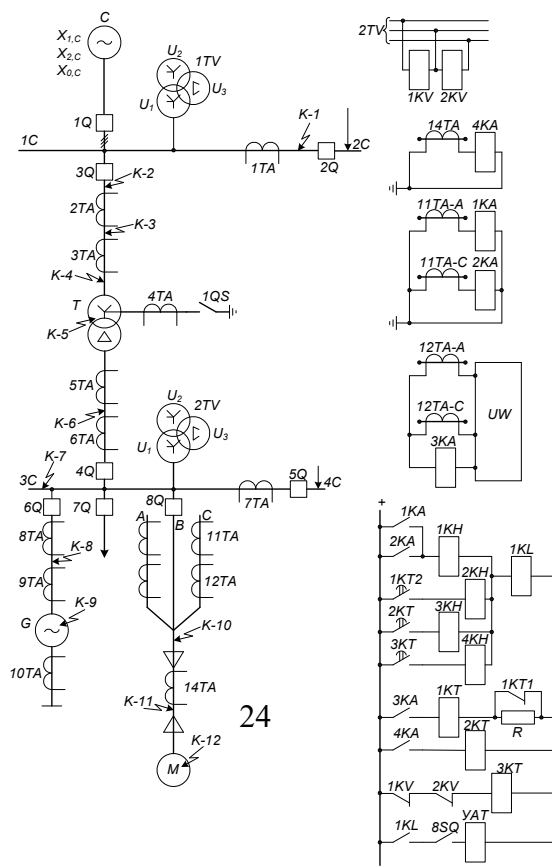 C
X1,C
X2,C
X0,C
U2
1TV
U1
U3
1Q
K-1
1C
2C
1TA
2Q
3Q
K-2
2TA
K-3
3TA
K-4
T
4TA
1QS
K-5
5TA
K-6
6TA
U2
2TV
U1
U3
K-7
4Q
3C
5Q
4C
6Q
7Q
8Q
7TA
A
B
C
8TA
11TA
K-8
9TA
12TA
G
K-9
K-10
10TA
14TA
K-11
24
M
K-12
2TV
1KV
2KV
14TA
4KA
11TA-A
1KA
11TA-C
2KA
12TA-A
12TA-C
UW
3KA
+
1KA
1KH
2KA
1KL
2KH
1KT2
3KH
2KT
4KH
3KT
1KT
1KT1
3KA
R
2KT
4KA
3KT
1KV
2KV
УАТ
1KL
8SQ